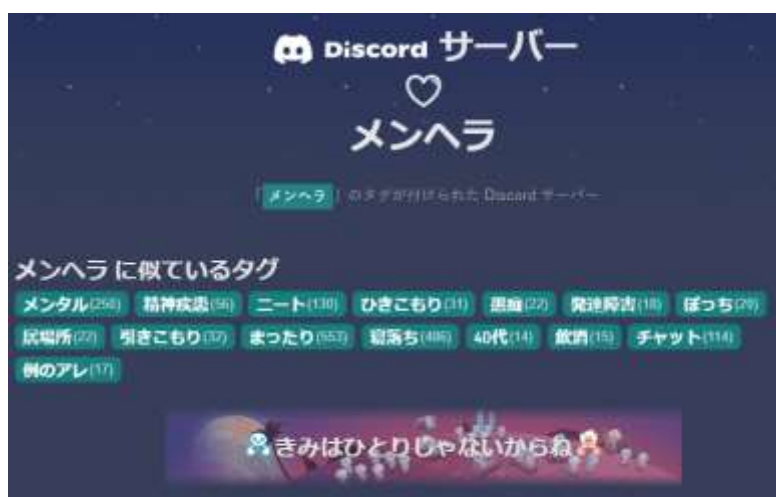 Discord サーバー
♡
メンヘラ
「 メンヘラ 」のタグが付けられた Discord サーバー
メンヘラ に似ているタグ
メンタル(250) 精神疾患(56) ニート(130) ひきこもり(31) 愚痴(22) 発達障害(18) ぼっち(20)
居場所(22) 引きこもり(32) まったり(553) 寝落ち(486) 40代(14) 飲酒(15) チャット(114)
例のアレ(17)
きみはひとりじゃないからね